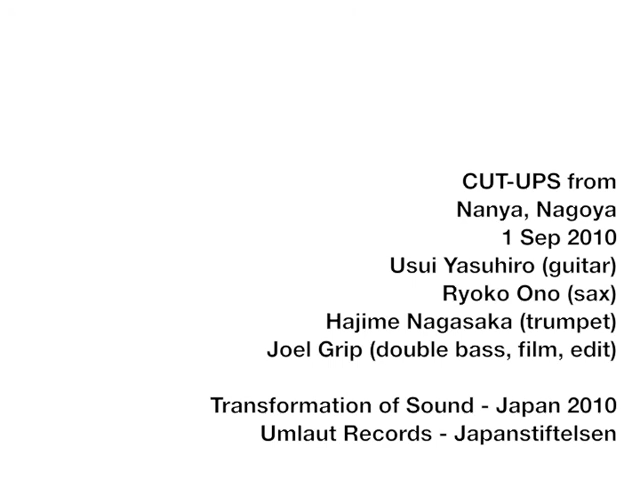 CUT-UPS from
Nanya, Nagoya
1 Sep 2010
Usui Yasuhiro (guitar)
Ryoko Ono (sax)
Hajime Nagasaka (trumpet)
Joel Grip (double bass, film, edit)
Transformation of Sound - Japan 2010
Umlaut Records - Japanstiftelsen